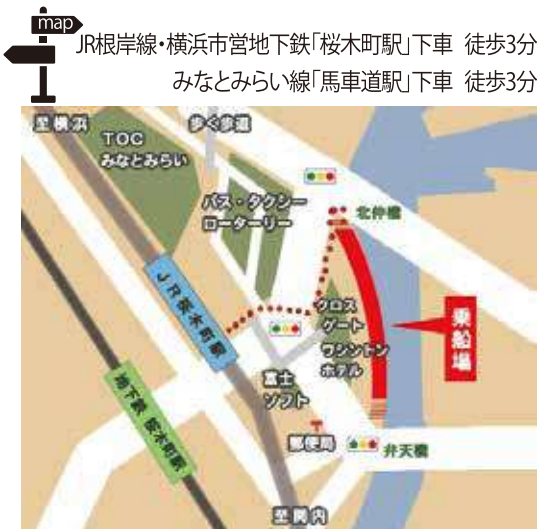 map
JR根岸線・横浜市営地下鉄「桜木町駅」下車 徒歩3分
みなとみらい線「馬車道駅」下車 徒歩3分
至横浜
歩く歩道
TOC
みなとみらい
バス・タクシー
ローターリー
北仲橋
JR桜木町駅
クロス
ゲート
ワシントン
ホテル
乗船場
富士
ソフト
地下鉄 桜木町駅
郵便局
弁天橋
至関内